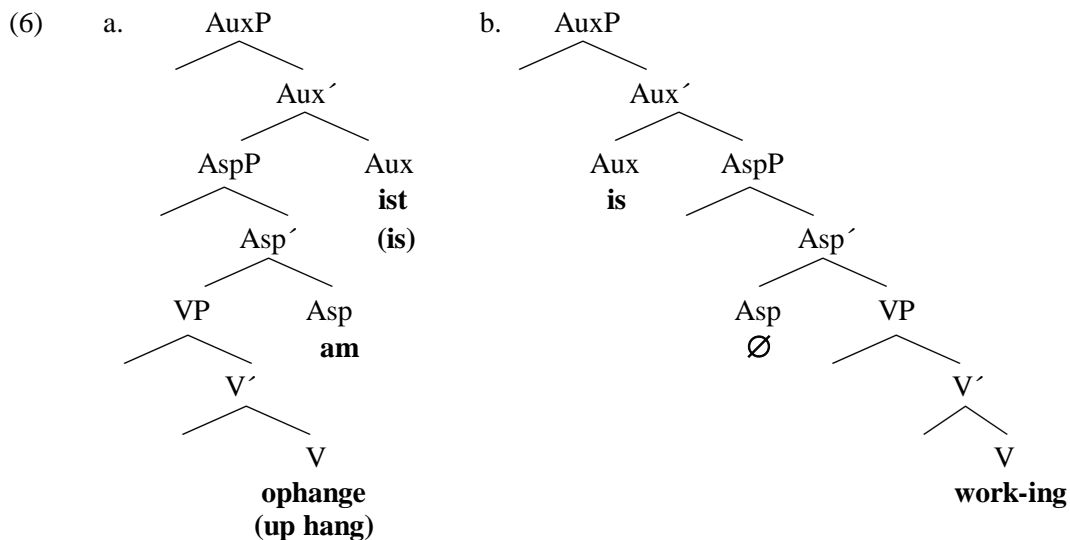 (6) a. AuxP b. AuxP
Aux´ Aux´
AspP Aux Aux AspP
ist is
(is)
Asp´ Asp´
VP Asp Asp VP
am ∅
V´ V´
V V
ophange work-ing
(up hang)